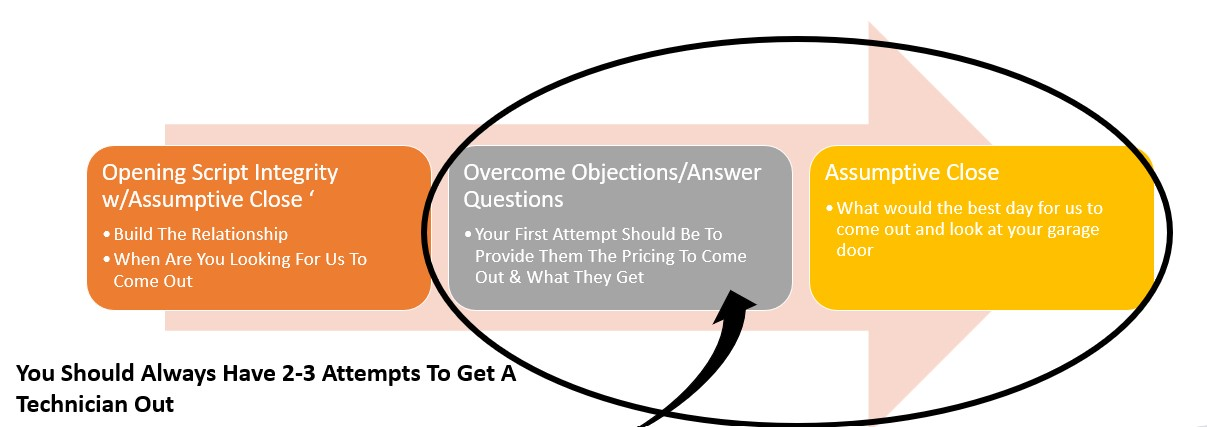 Opening Script Integrity
w/Assumptive Close ‘
• Build The Relationship
• When Are You Looking For Us To
Come Out
Overcome Objections/Answer
Questions
• Your First Attempt Should Be To
Provide Them The Pricing To Come
Out & What They Get
Assumptive Close
• What would the best day for us to
come out and look at your garage
door
You Should Always Have 2-3 Attempts To Get A
Technician Out